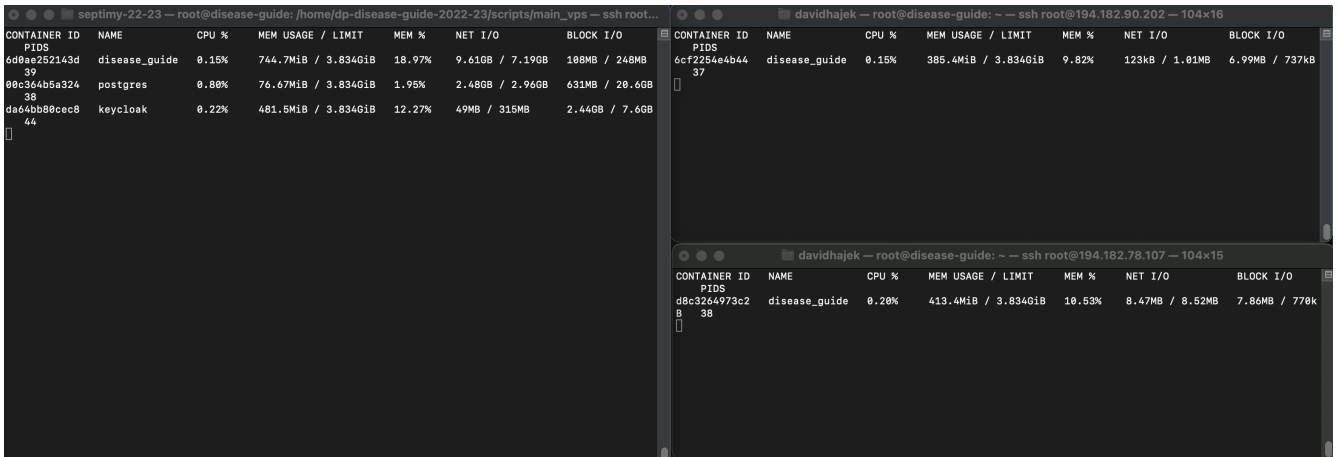 septimy-22-23 — root@disease-guide: /home/dp-disease-guide-2022-23/scripts/main_vps — ssh root...
CONTAINER ID NAME CPU % MEM USAGE / LIMIT MEM % NET I/O BLOCK I/O
PIDS
6d0ae252143d disease_guide 0.15% 744.7MiB / 3.834GiB 18.97% 9.61GB / 7.19GB 108MB / 248MB
39
00c364b5a324 postgres 0.80% 76.67MiB / 3.834GiB 1.95% 2.48GB / 2.96GB 631MB / 20.6GB
38
da64bb80cec8 keycloak 0.22% 481.5MiB / 3.834GiB 12.27% 49MB / 315MB 2.44GB / 7.6GB
44
davidhajek — root@disease-guide: ~ — ssh root@194.182.90.202 — 104×16
CONTAINER ID NAME CPU % MEM USAGE / LIMIT MEM % NET I/O BLOCK I/O
PIDS
6cf2254e4b44 disease_guide 0.15% 385.4MiB / 3.834GiB 9.82% 123kB / 1.01MB 6.99MB / 737kB
37
davidhajek — root@disease-guide: ~ — ssh root@194.182.78.107 — 104×15
CONTAINER ID NAME CPU % MEM USAGE / LIMIT MEM % NET I/O BLOCK I/O
PIDS
d8c3264973c2 disease_guide 0.20% 413.4MiB / 3.834GiB 10.53% 8.47MB / 8.52MB 7.86MB / 770k
B 38